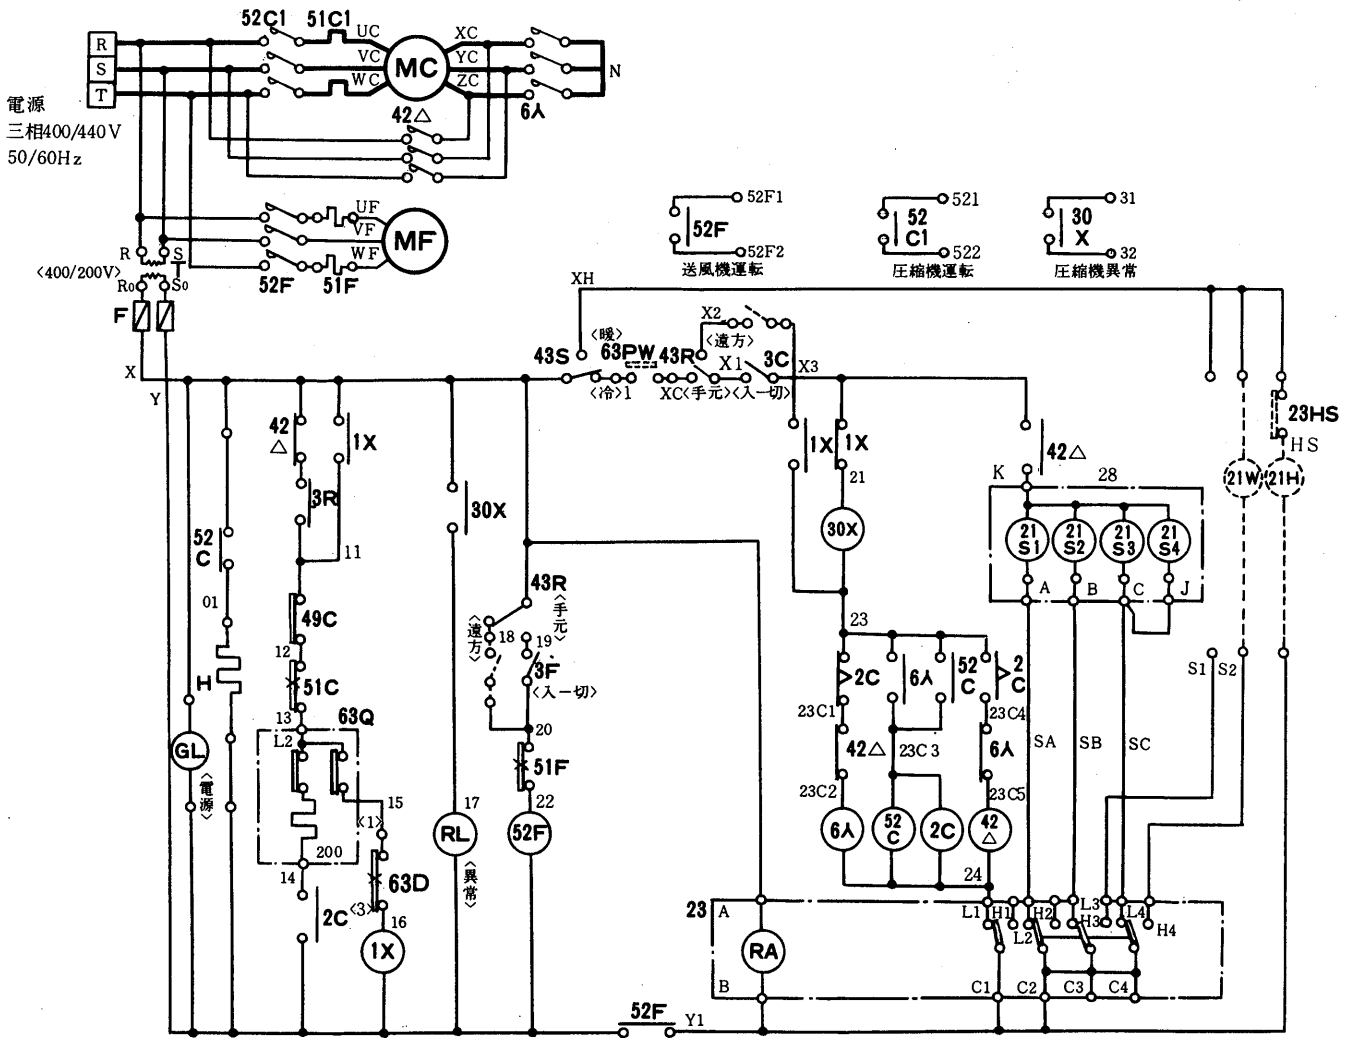 52C1 51C1 UC XC
R
S VC MC YC N
T WC ZC
電源 42△ 6人
三相400/440V
50/60Hz
UF
VF MF
WF
R S
〈400/200V〉 52F 51F
R0 S0
F
52F1 521 31
52F 52 C1 30 X
52F2 522 32
送風機運転 圧縮機運転 圧縮機異常
XH
X2
〈暖〉 〈遠方〉
43S 63PW 43R X1 3C X3
X
〈冷〉 1 XC 〈手元〉 〈入一切〉
Y
23HS
42 △ 1X 1X 1X 42△ HS
21 K 28 21W 21H
3R 30X
52 C 30X 21 S1 21 S2 21 S3 21 S4
11
43R A B C J
01 49C 〈手元〉
〈遠方〉 18 19 23
12 3F
H 51C 〈入一切〉 2C 6人 52 C 2 C S1 S2
13 63Q 20 23C1 23C4
L2 51F 42△ 23C3 6人 SA SB SC
GL 15 17 22 23C2 23C5
〈電源〉 〈1〉 RL 52F 6人 52 C 2C 42 △
200
14 63D 〈異常〉 24
〈3〉 23 A L1 H1 H2 L3 H3 L4 H4
2C 16 L2
1X RA
B C1 C2 C3 C4
52F Y1